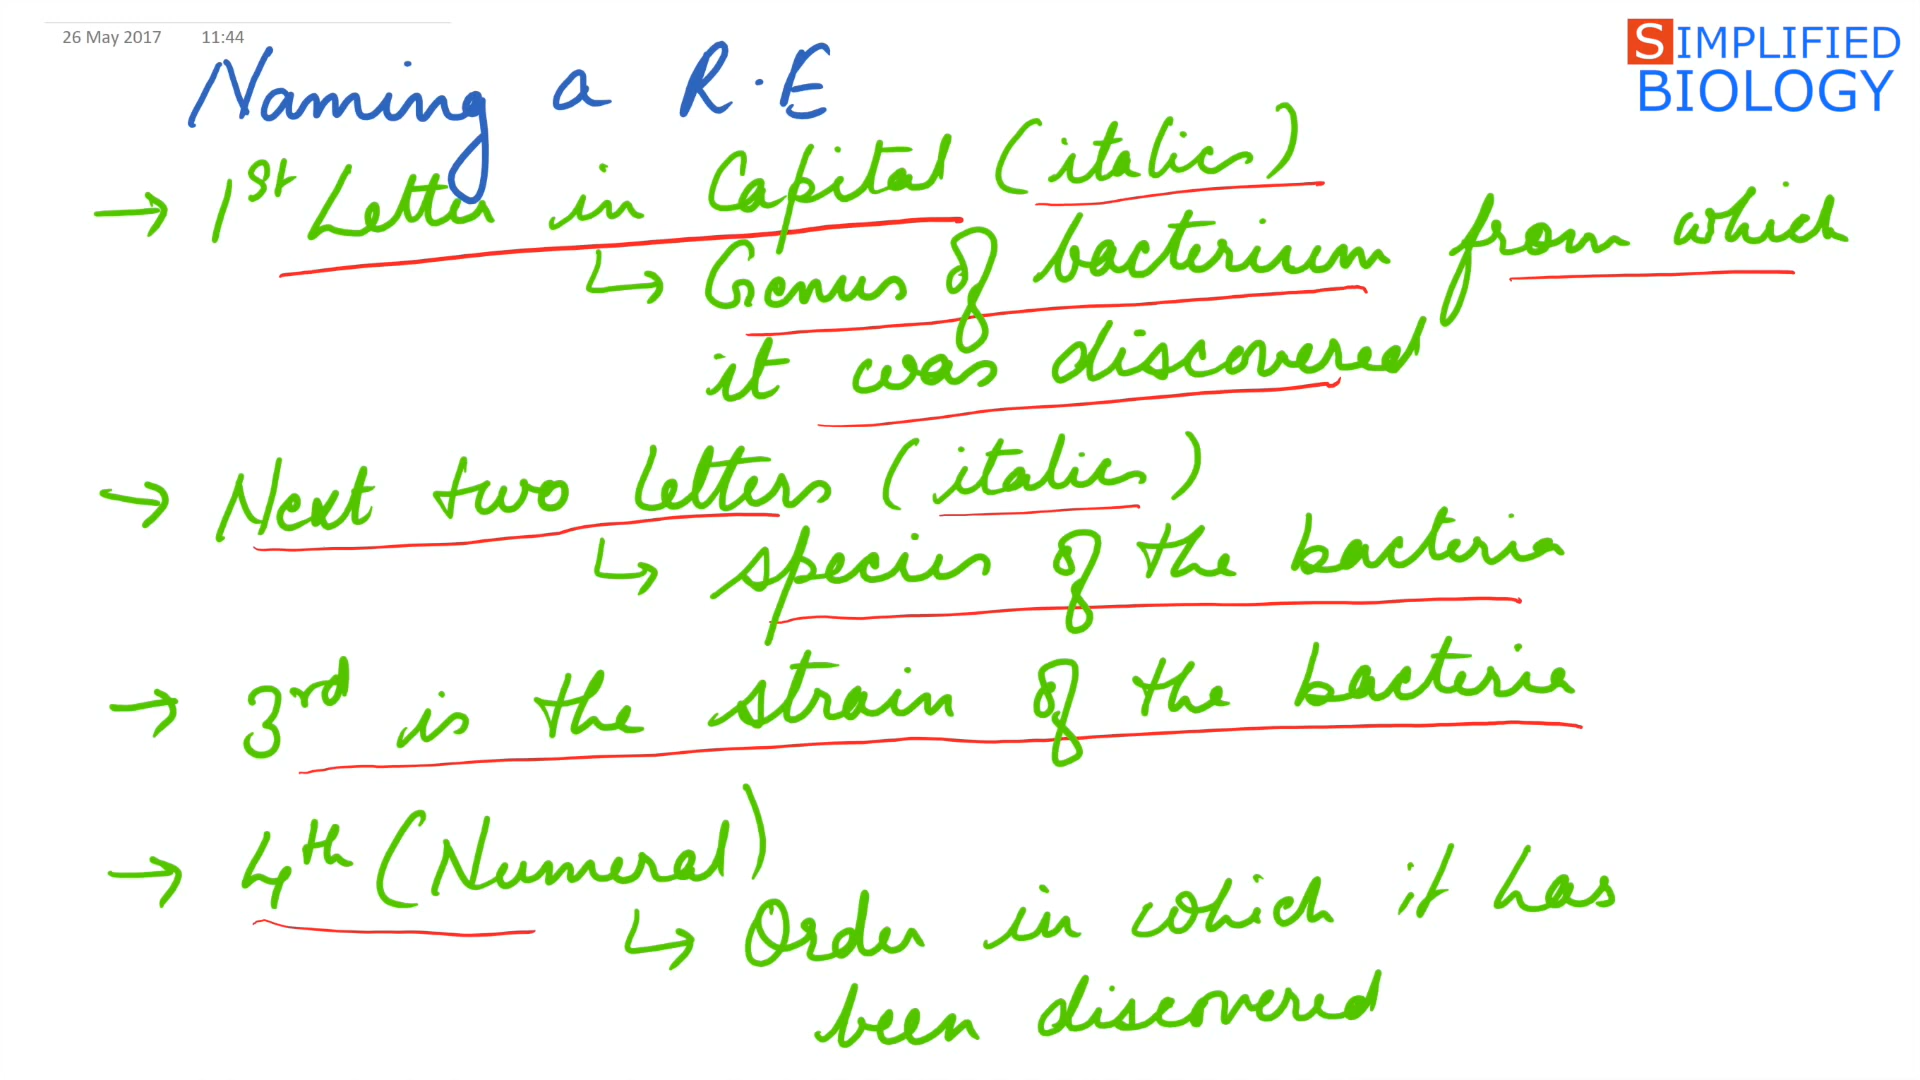 26 May 2017 11:44
SIMPLIFIED
BIOLOGY
Naming a R.E
→ 1st Letter in Capital (italics)
↳ Genus of bacterium from which
it was discovered
→ Next two letters (italics)
↳ species of the bacteria
→ 3rd is the strain of the bacteria
→ 4th (Numeral)
↳ Order in which it has
been discovered